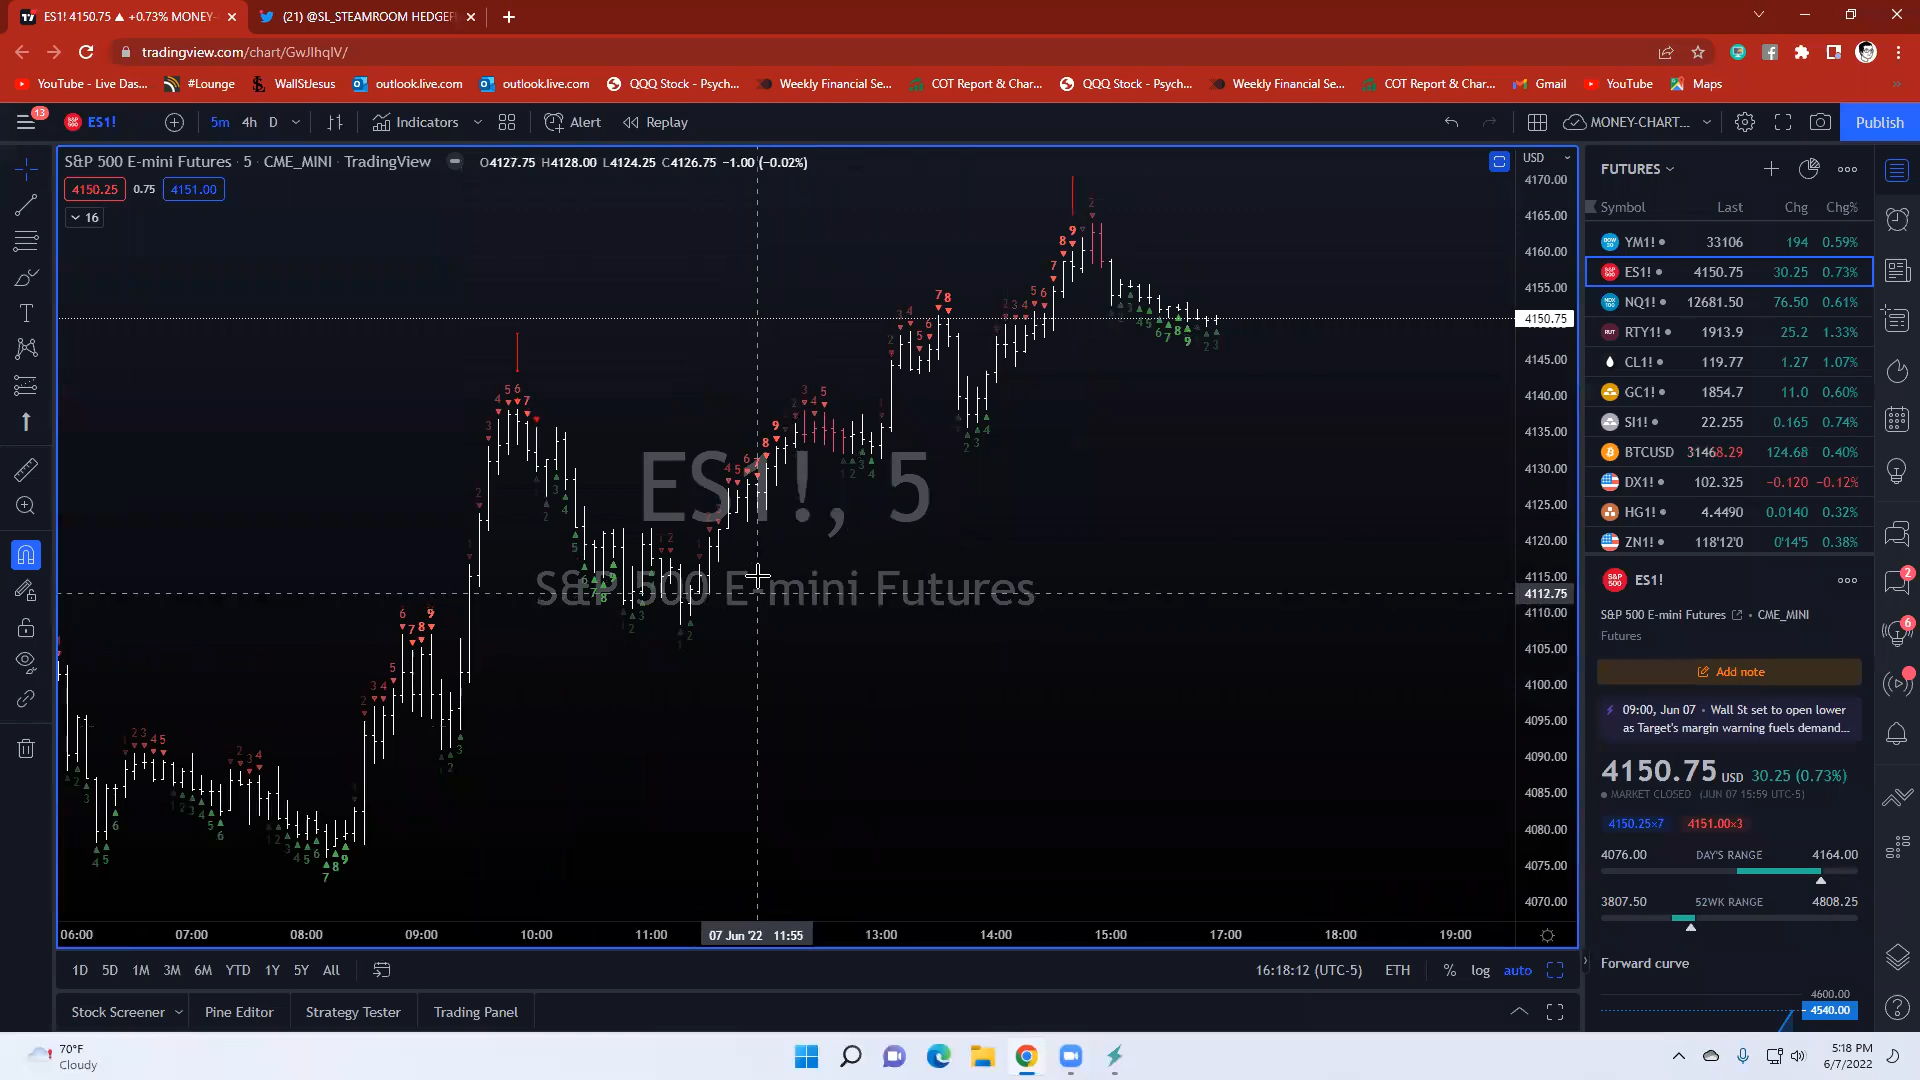 ES1! 4150.75 ▲ +0.73% MONEY-
(21) @SL_STEAMROOM HEDGEF
tradingview.com/chart/GwJlhqIV/
YouTube - Live Das...
#Lounge
WallStJesus
outlook.live.com
outlook.live.com
QQQ Stock - Psych...
Weekly Financial Se...
COT Report & Char...
QQQ Stock - Psych...
Weekly Financial Se...
COT Report & Char...
Gmail
YouTube
Maps
13
ES1!
5m 4h D
Indicators
Alert
Replay
MONEY-CHART...
Publish
S&P 500 E-mini Futures · 5 · CME_MINI · TradingView
O4127.75 H4128.00 L4124.25 C4126.75 −1.00 (−0.02%)
USD
4150.25 0.75 4151.00
16
ES1!, 5
S&P 500 E-mini Futures
4170.00
4165.00
4160.00
4155.00
4150.75
4145.00
4140.00
4135.00
4130.00
4125.00
4120.00
4115.00
4112.75
4110.00
4105.00
4100.00
4095.00
4090.00
4085.00
4080.00
4075.00
4070.00
06:00 07:00 08:00 09:00 10:00 11:00 07 Jun '22 11:55 13:00 14:00 15:00 17:00 18:00 19:00
1D 5D 1M 3M 6M YTD 1Y 5Y All
16:18:12 (UTC-5) ETH % log auto
Stock Screener
Pine Editor
Strategy Tester
Trading Panel
FUTURES
Symbol Last Chg Chg%
YM1! 33106 194 0.59%
ES1! 4150.75 30.25 0.73%
NQ1! 12681.50 76.50 0.61%
RTY1! 1913.9 25.2 1.33%
CL1! 119.77 1.27 1.07%
GC1! 1854.7 11.0 0.60%
SI1! 22.255 0.165 0.74%
BTCUSD 31468.29 124.68 0.40%
DX1! 102.325 −0.120 −0.12%
HG1! 4.4490 0.0140 0.32%
ZN1! 118'12'0 0'14'5 0.38%
ES1!
S&P 500 E-mini Futures · CME_MINI
Futures
Add note
09:00, Jun 07 · Wall St set to open lower
as Target's margin warning fuels demand...
4150.75 USD 30.25 (0.73%)
MARKET CLOSED (JUN 07 15:59 UTC-5)
4150.25×7 4151.00×3
4076.00 DAY'S RANGE 4164.00
3807.50 52WK RANGE 4808.25
Forward curve
4600.00
4540.00
2
6
70°F
Cloudy
5:18 PM
6/7/2022